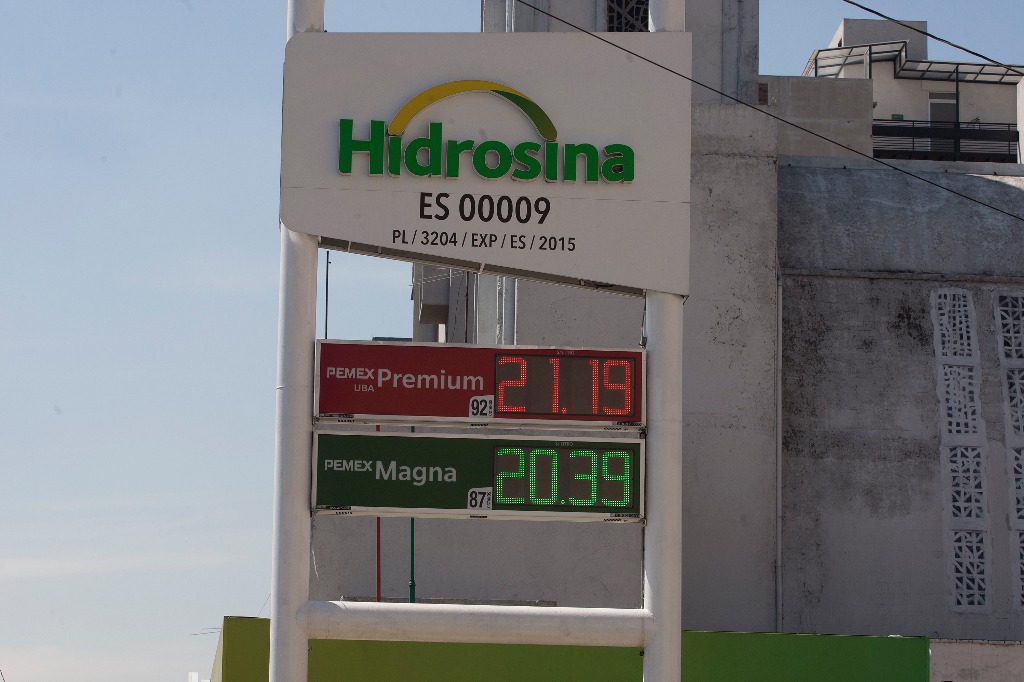 Hidrosina
ES 00009
PL / 3204 / EXP / ES / 2015
PEMEX Premium
UBA
92
21.19
PEMEX Magna
87
20.39